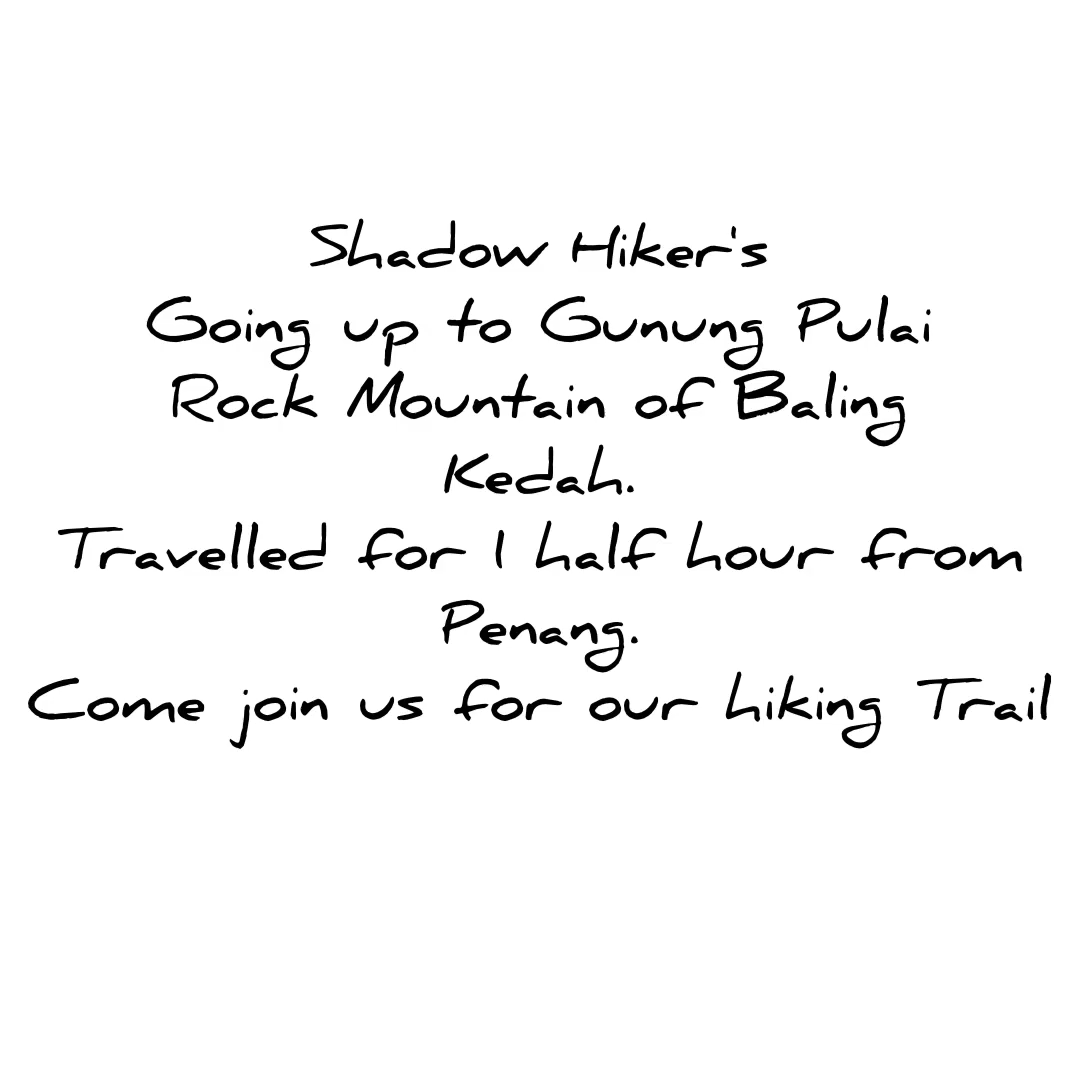 Shadow Hiker's
Going up to Gunung Pulai
Rock Mountain of Baling
Kedah.
Travelled for 1 half hour from
Penang.
Come join us for our hiking Trail